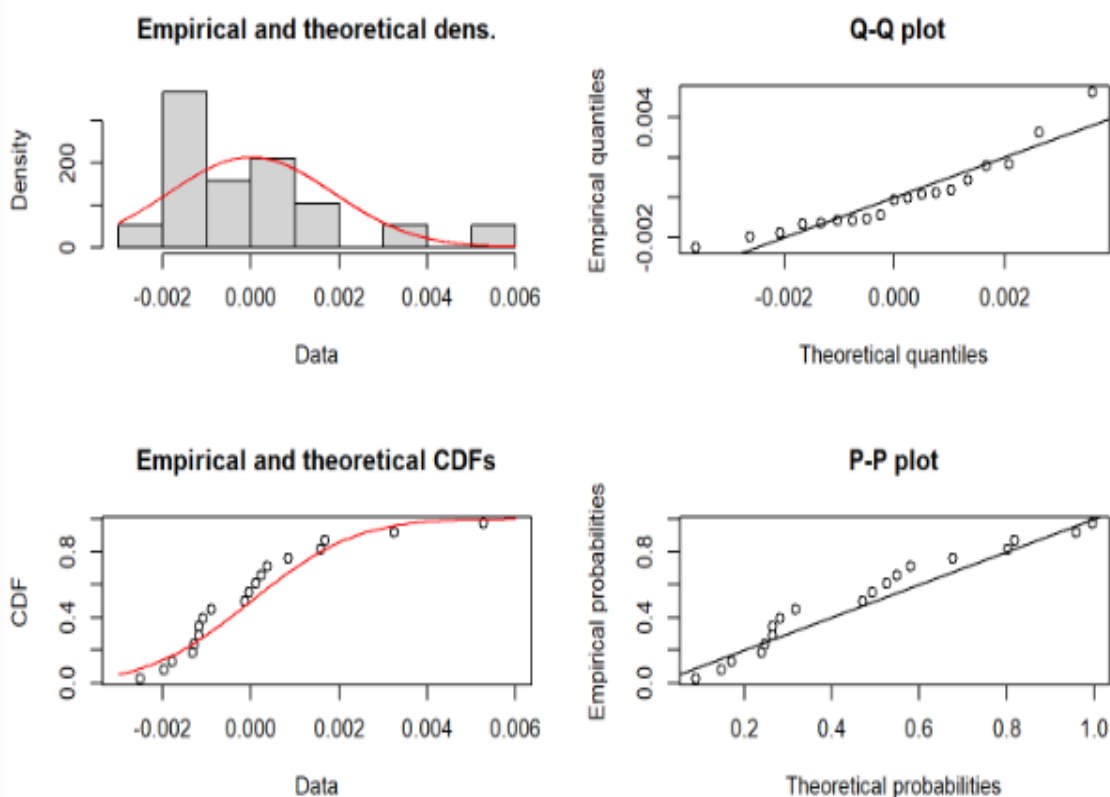 Empirical and theoretical dens.
Density
0 200
-0.002 0.000 0.002 0.004 0.006
Data
Q-Q plot
Empirical quantiles
-0.002 0.004
-0.002 0.000 0.002
Theoretical quantiles
Empirical and theoretical CDFs
CDF
0.0 0.4 0.8
-0.002 0.000 0.002 0.004 0.006
Data
P-P plot
Empirical probabilities
0.0 0.4 0.8
0.2 0.4 0.6 0.8 1.0
Theoretical probabilities